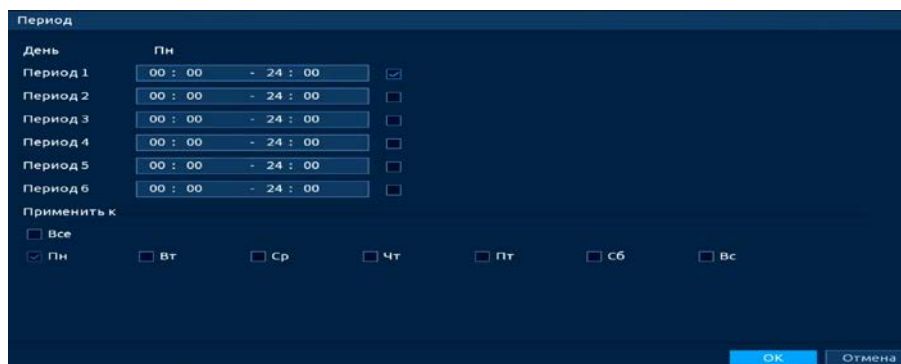 Период
День Пн
Период 1 00 : 00 - 24 : 00
Период 2 00 : 00 - 24 : 00
Период 3 00 : 00 - 24 : 00
Период 4 00 : 00 - 24 : 00
Период 5 00 : 00 - 24 : 00
Период 6 00 : 00 - 24 : 00
Применить к
Все
Пн Вт Ср Чт Пт Сб Вс
OK Отмена